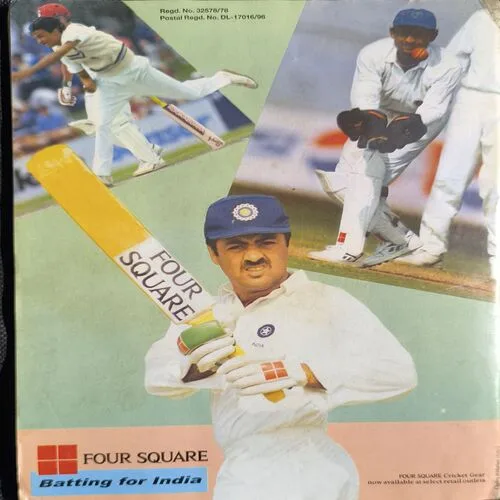 Regd. No. 32578/78
Postal Regd. No. DL-17016/96
FOUR
SQUARE
INDIA
FOUR SQUARE
Batting for India
FOUR SQUARE Cricket Gear
now available at select retail outlets.